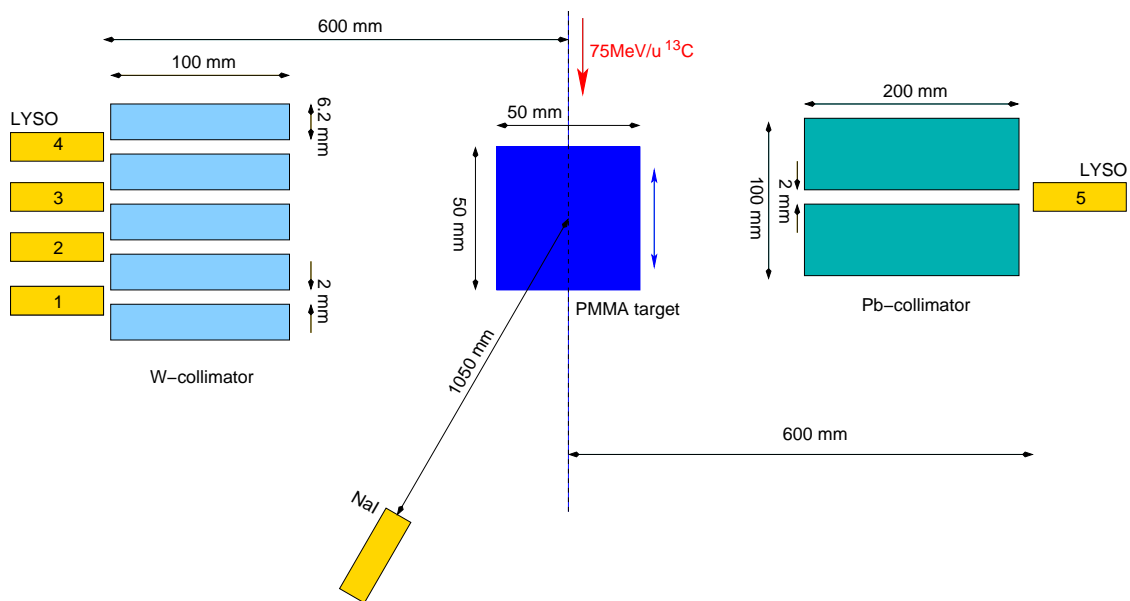 600 mm
75MeV/u ¹³C
100 mm
200 mm
LYSO
6.2 mm
50 mm
4
LYSO
3
50 mm
100 mm
2 mm
5
2
1
2 mm
PMMA target
Pb−collimator
W−collimator
1050 mm
600 mm
NaI